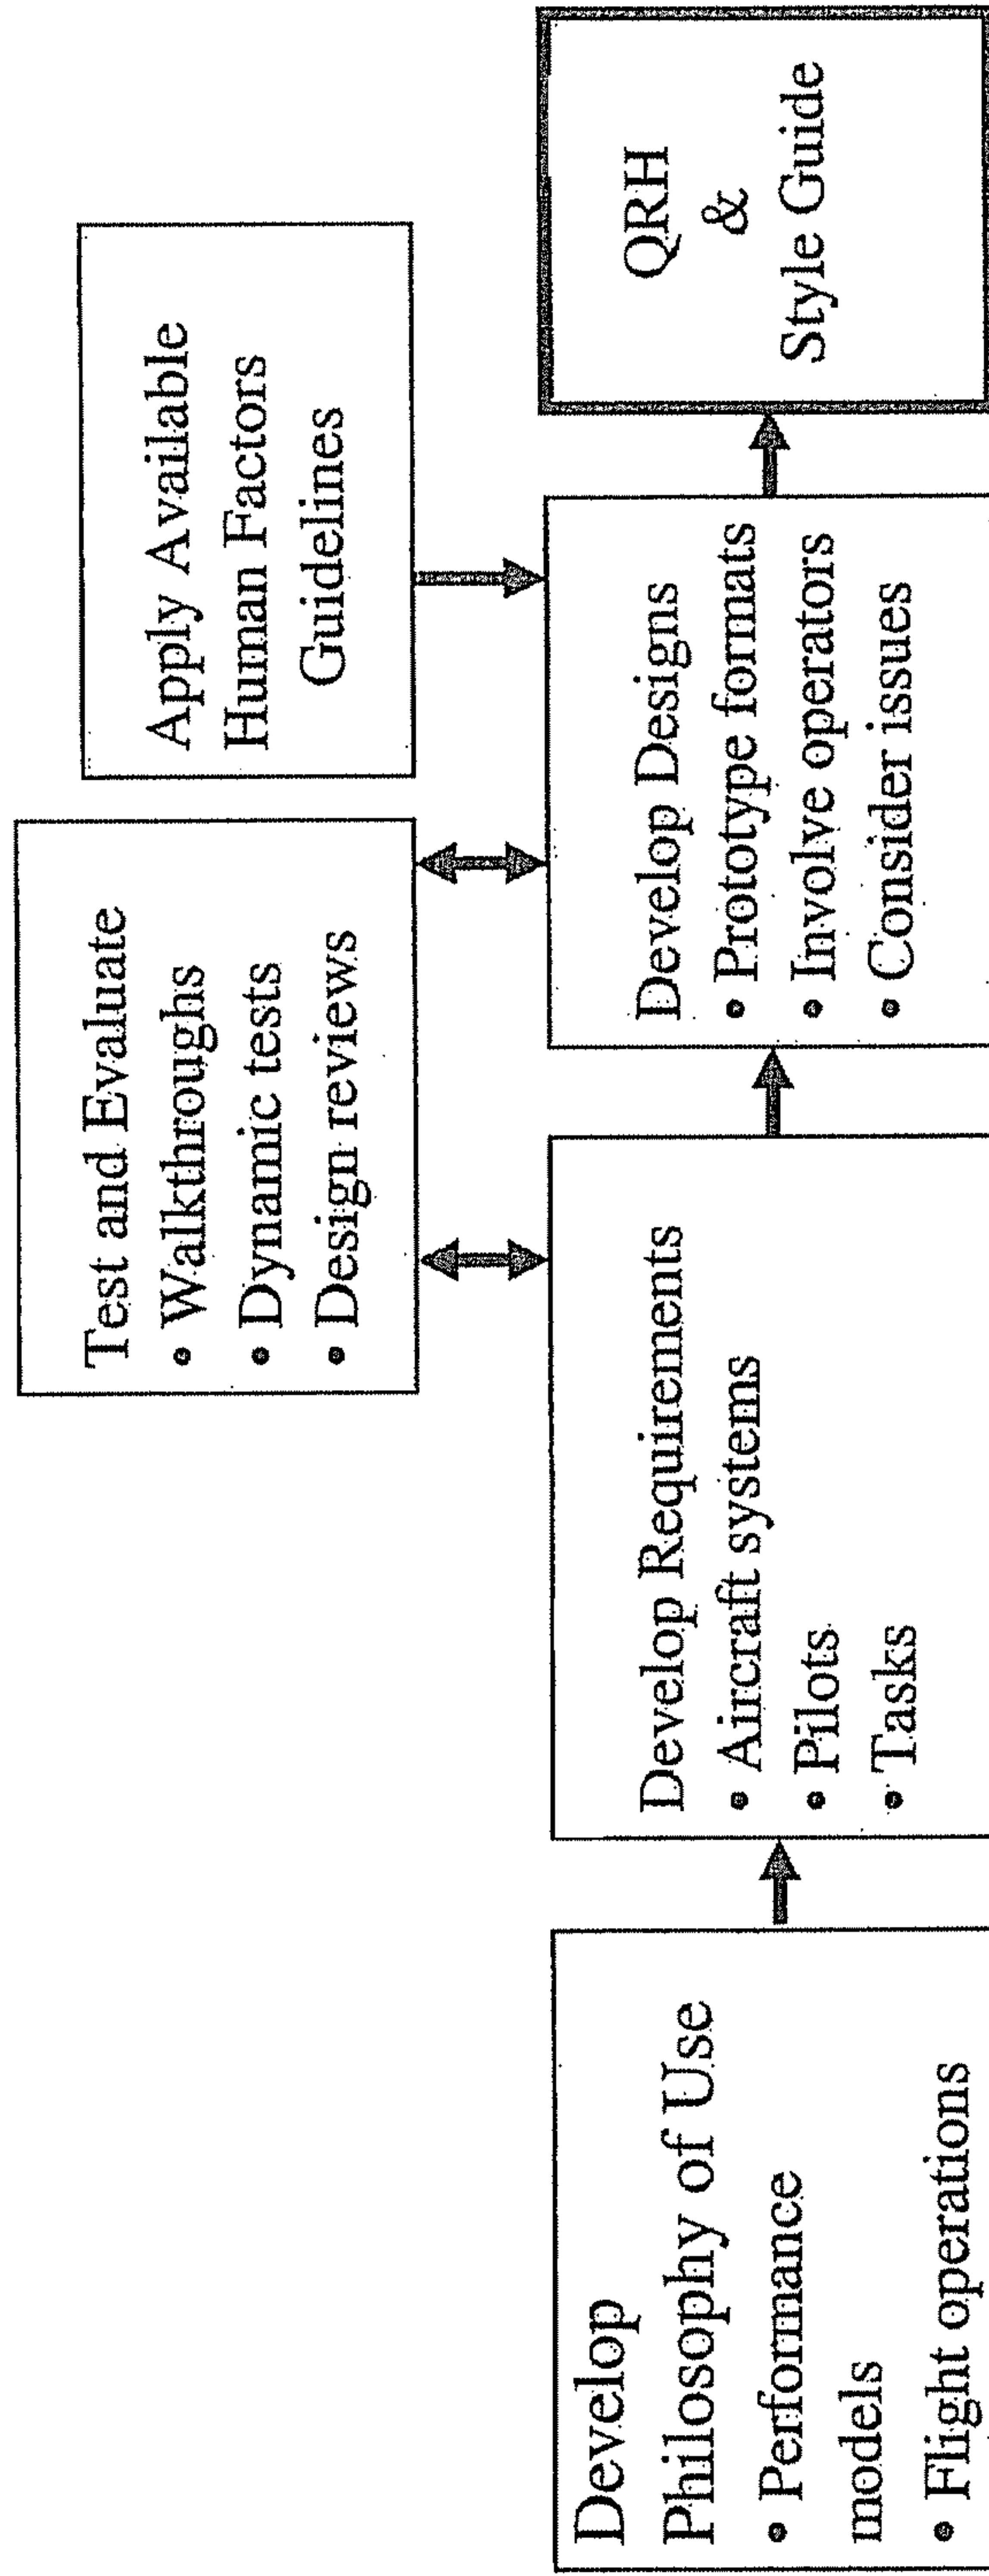 Develop
Philosophy of Use
• Performance
models
• Flight operations
Develop Requirements
• Aircraft systems
• Pilots
• Tasks
Test and Evaluate
• Walkthroughs
• Dynamic tests
• Design reviews
Apply Available
Human Factors
Guidelines
Develop Designs
• Prototype formats
• Involve operators
• Consider issues
QRH
&
Style Guide